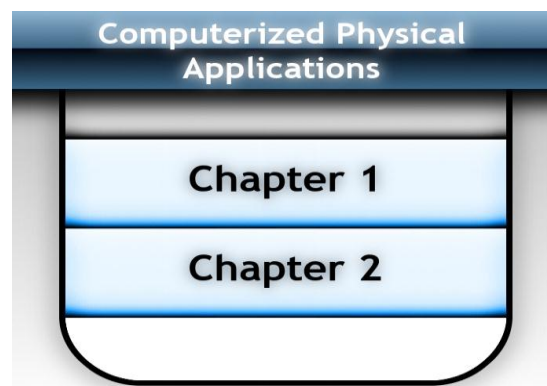 Computerized Physical
Applications
Chapter 1
Chapter 2